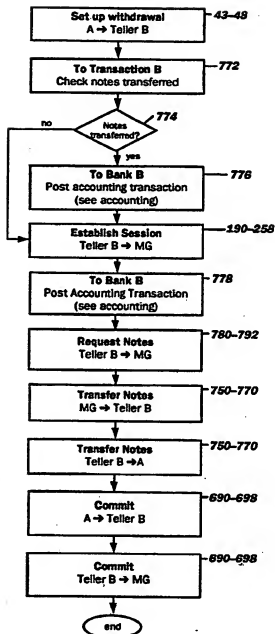 Set up withdrawal
A → Teller B
43–48
To Transaction B
Check notes transferred
772
Notes
transferred?
774
no
yes
To Bank B
Post accounting transaction
(see accounting)
776
Establish Session
Teller B → MG
190–258
To Bank B
Post Accounting Transaction
(see accounting)
778
Request Notes
Teller B → MG
780–792
Transfer Notes
MG → Teller B
750–770
Transfer Notes
Teller B → A
750–770
Commit
A → Teller B
690–698
Commit
Teller B → MG
690–698
end